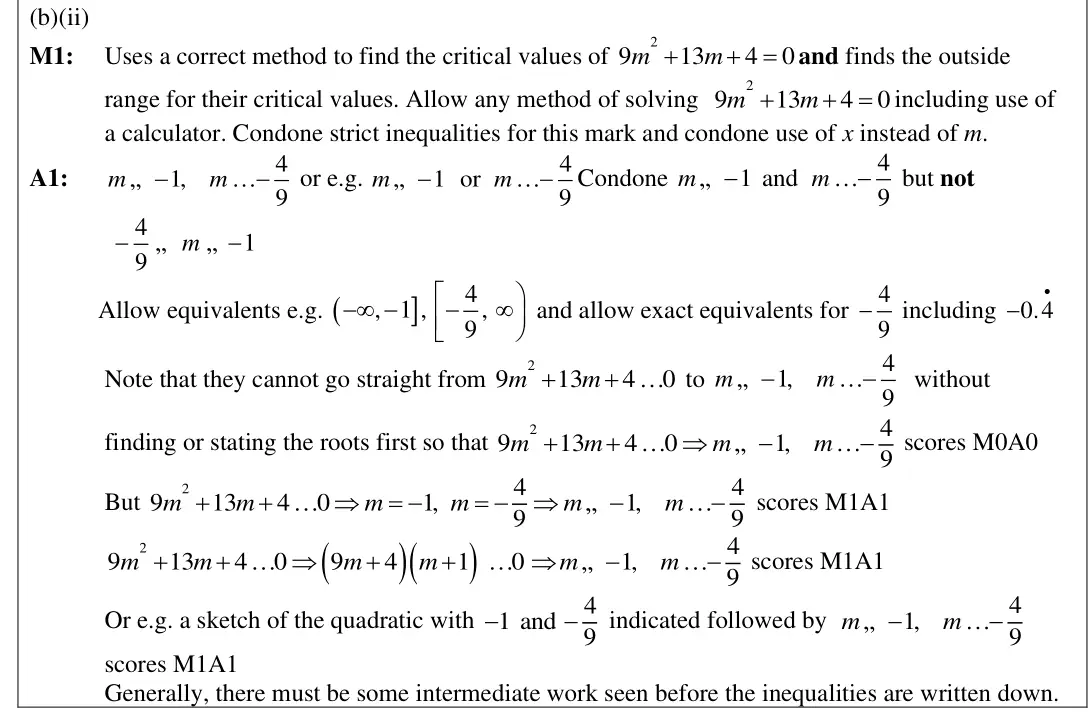 (b)(ii)
M1: Uses a correct method to find the critical values of 9m² +13m + 4 = 0 and finds the outside
range for their critical values. Allow any method of solving 9m² +13m + 4 = 0 including use of
a calculator. Condone strict inequalities for this mark and condone use of x instead of m.
A1: m „ −1, m …−4/9 or e.g. m „ −1 or m …−4/9 Condone m „ −1 and m …−4/9 but not
−4/9 „ m „ −1
Allow equivalents e.g. (−∞, −1], [−4/9, ∞) and allow exact equivalents for −4/9 including −0.4̇
Note that they cannot go straight from 9m² +13m + 4 …0 to m „ −1, m …−4/9 without
finding or stating the roots first so that 9m² +13m + 4 …0 ⇒ m „ −1, m …−4/9 scores M0A0
But 9m² +13m + 4 …0 ⇒ m = −1, m = −4/9 ⇒ m „ −1, m …−4/9 scores M1A1
9m² +13m + 4 …0 ⇒ (9m + 4)(m +1) …0 ⇒ m „ −1, m …−4/9 scores M1A1
Or e.g. a sketch of the quadratic with −1 and −4/9 indicated followed by m „ −1, m …−4/9
scores M1A1
Generally, there must be some intermediate work seen before the inequalities are written down.